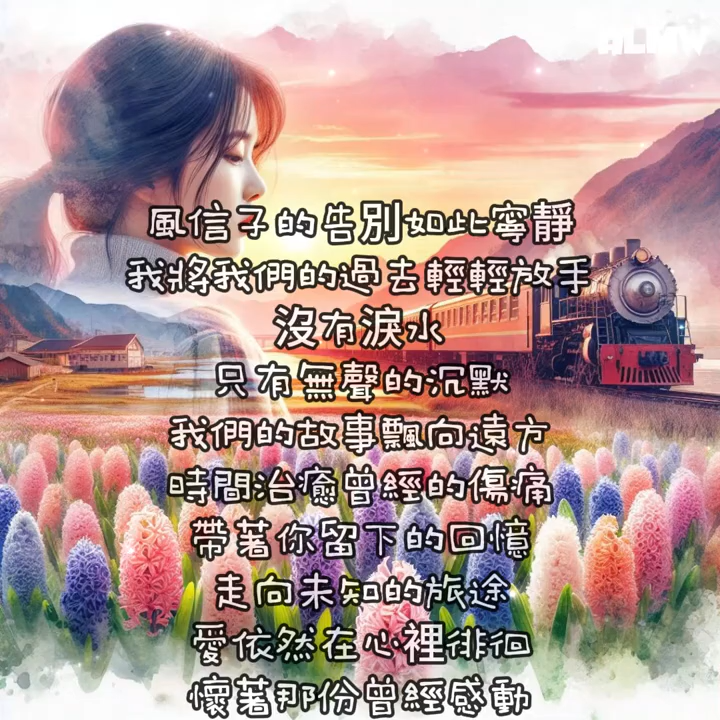 風信子的告別如此寧靜
我將我們的過去輕輕放手
沒有淚水
只有無聲的沉默
我們的故事飄向遠方
時間治癒曾經的傷痛
帶著你留下的回憶
走向未知的旅途
愛依然在心裡徘徊
懷著那份曾經感動